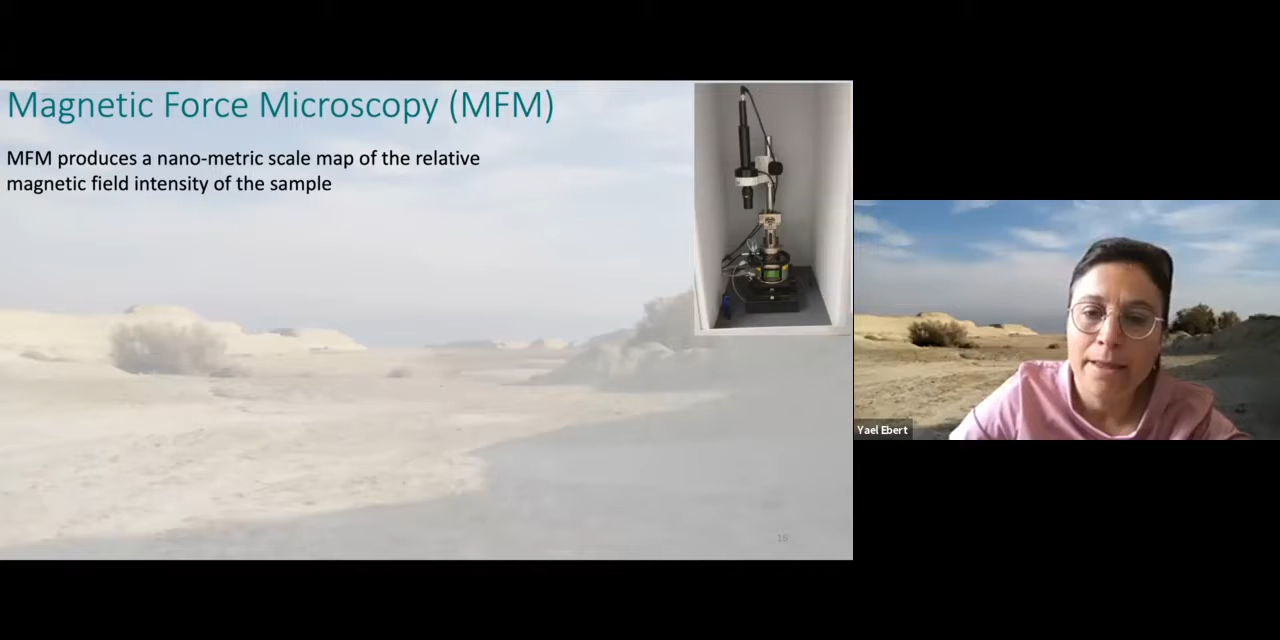 Magnetic Force Microscopy (MFM)
MFM produces a nano-metric scale map of the relative
magnetic field intensity of the sample
16
Yael Ebert